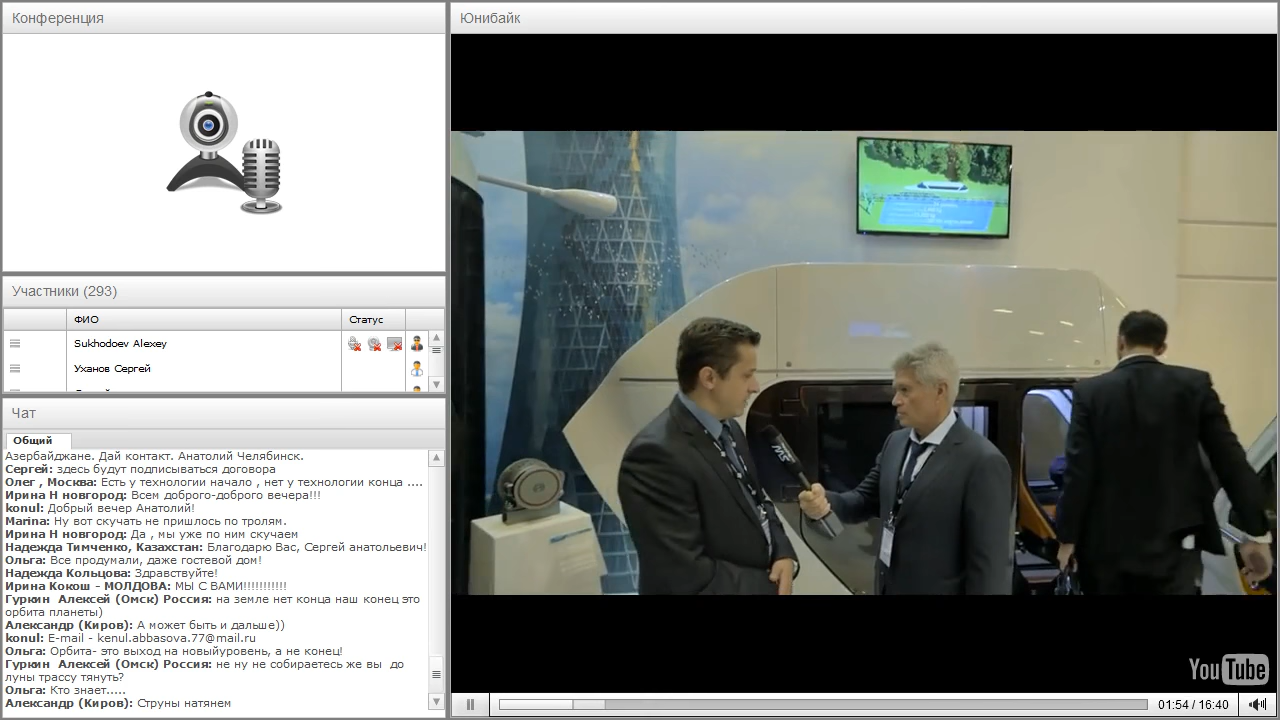 Конференция
Юнибайк
Участники (293)
ФИО
Статус
Sukhodoev Alexey
Уханов Сергей
Чат
Общий
Азербайджане. Дай контакт. Анатолий Челябинск.
Сергей: здесь будут подписываться договора
Олег , Москва: Есть у технологии начало , нет у технологии конца ....
Ирина Н новгород: Всем доброго-доброго вечера!!!
konul: Добрый вечер Анатолий!
Marina: Ну вот скучать не пришлось по тролям.
Ирина Н новгород: Да , мы уже по ним скучаем
Надежда Тимченко, Казахстан: Благодарю Вас, Сергей анатольевич!
Ольга: Все продумали, даже гостевой дом!
Надежда Кольцова: Здравствуйте!
Ирина Кокош - МОЛДОВА: МЫ С ВАМИ!!!!!!!!!!!
Гуркин Алексей (Омск) Россия: на земле нет конца наш конец это
орбита планеты)
Александр (Киров): А может быть и дальше))
konul: E-mail - kenul.abbasova.77@mail.ru
Ольга: Орбита- это выход на новыйуровень, а не конец!
Гуркин Алексей (Омск) Россия: не ну не собираетесь же вы до
луны трассу тянуть?
Ольга: Кто знает.....
Александр (Киров): Струны натянем
YouTube
01:54 / 16:40